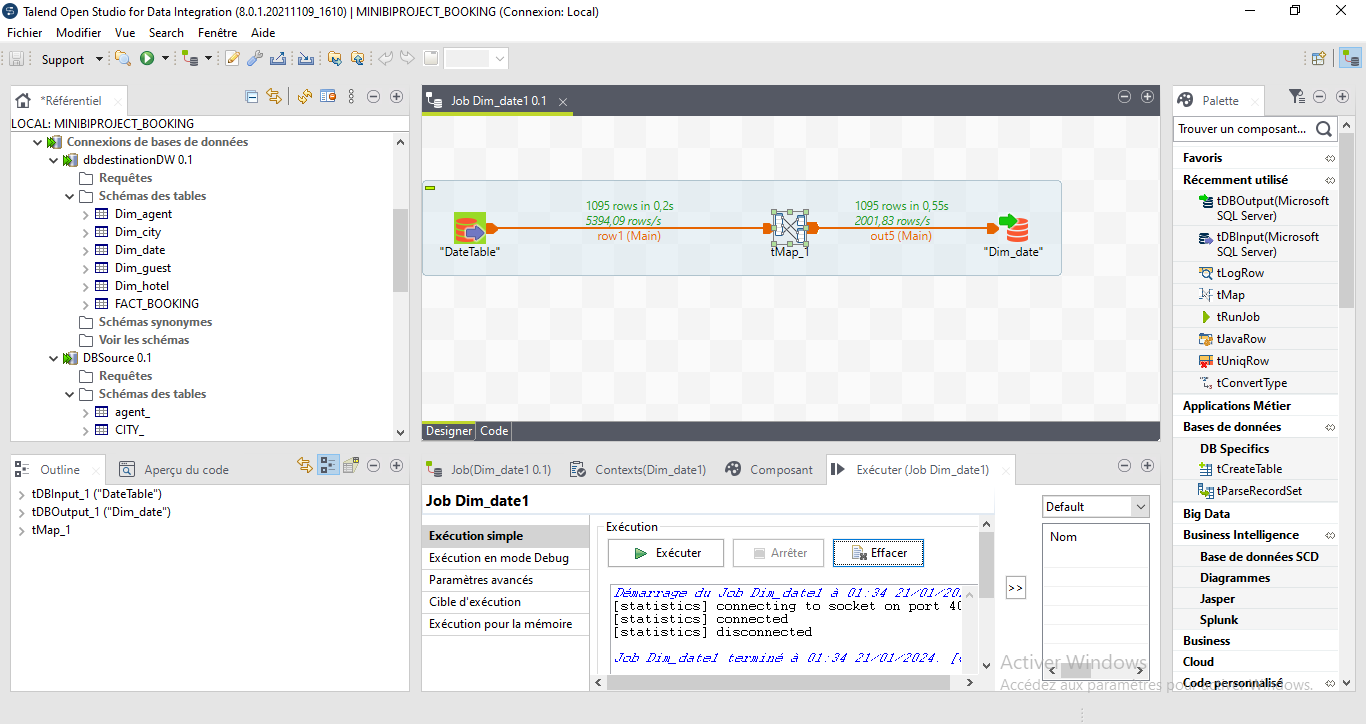 Talend Open Studio for Data Integration (8.0.1.20211109_1610) | MINIBIPROJECT_BOOKING (Connexion: Local)
Fichier Modifier Vue Search Fenêtre Aide
Support
*Référentiel
LOCAL: MINIBIPROJECT_BOOKING
Connexions de bases de données
dbdestinationDW 0.1
Requêtes
Schémas des tables
Dim_agent
Dim_city
Dim_date
Dim_guest
Dim_hotel
FACT_BOOKING
Schémas synonymes
Voir les schémas
DBSource 0.1
Requêtes
Schémas des tables
agent_
CITY_
Job Dim_date1 0.1
1095 rows in 0,2s
5394,09 rows/s
row1 (Main)
1095 rows in 0,55s
2001,83 rows/s
out5 (Main)
"DateTable"
tMap_1
"Dim_date"
Designer Code
Palette
Trouver un composant...
Favoris
Récemment utilisé
tDBOutput(Microsoft
SQL Server)
tDBInput(Microsoft
SQL Server)
tLogRow
tMap
tRunJob
tJavaRow
tUniqRow
tConvertType
Applications Métier
Bases de données
DB Specifics
tCreateTable
tParseRecordSet
Big Data
Business Intelligence
Base de données SCD
Diagrammes
Jasper
Splunk
Business
Cloud
Code personnalisé
Outline Aperçu du code
tDBInput_1 ("DateTable")
tDBOutput_1 ("Dim_date")
tMap_1
Job(Dim_date1 0.1) Contexts(Dim_date1) Composant Exécuter (Job Dim_date1)
Job Dim_date1
Exécution simple
Exécution en mode Debug
Paramètres avancés
Cible d'exécution
Exécution pour la mémoire
Exécution
Exécuter Arrêter Effacer
Démarrage du Job Dim_date1 à 01:34 21/01/20
[statistics] connecting to socket on port 40
[statistics] connected
[statistics] disconnected
Job Dim_date1 terminé à 01:34 21/01/2024. [
>>
Default
Nom
Activer Windows
Accédez aux paramètres pour activer Windows.